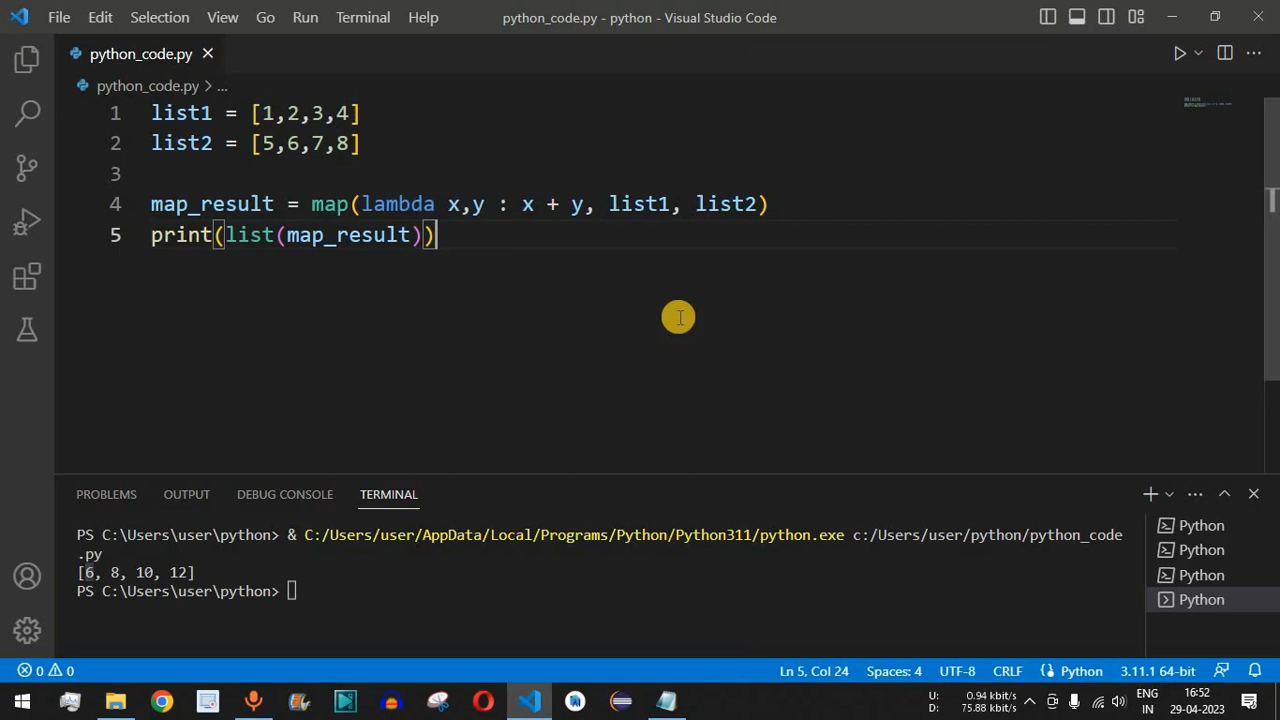 File Edit Selection View Go Run Terminal Help python_code.py - python - Visual Studio Code
python_code.py
python_code.py > ...
1 list1 = [1,2,3,4]
2 list2 = [5,6,7,8]
3
4 map_result = map(lambda x,y : x + y, list1, list2)
5 print(list(map_result))
PROBLEMS OUTPUT DEBUG CONSOLE TERMINAL
PS C:\Users\user\python> & C:/Users/user/AppData/Local/Programs/Python/Python311/python.exe c:/Users/user/python/python_code
.py
[6, 8, 10, 12]
PS C:\Users\user\python>
Python
Python
Python
Python
0 0 Ln 5, Col 24 Spaces: 4 UTF-8 CRLF Python 3.11.1 64-bit
U: 0.94 kbit/s ENG 16:52
D: 75.88 kbit/s IN 29-04-2023